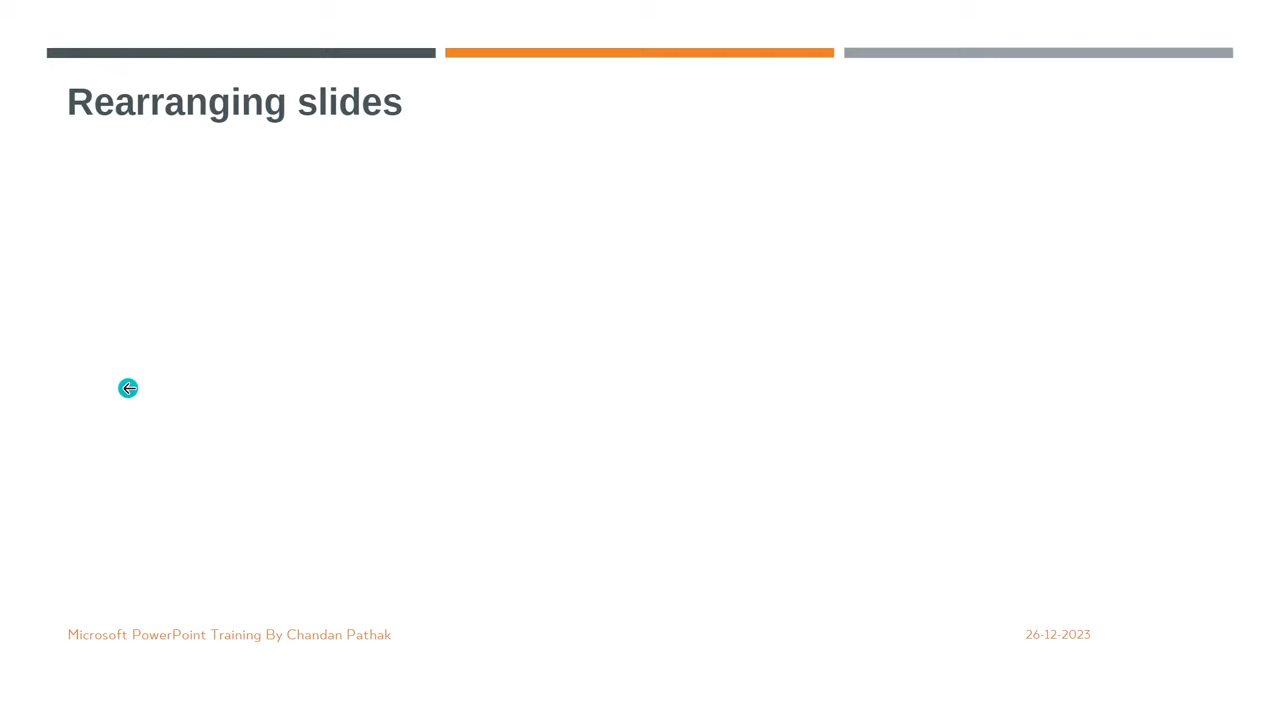 Rearranging slides
Microsoft PowerPoint Training By Chandan Pathak
26-12-2023